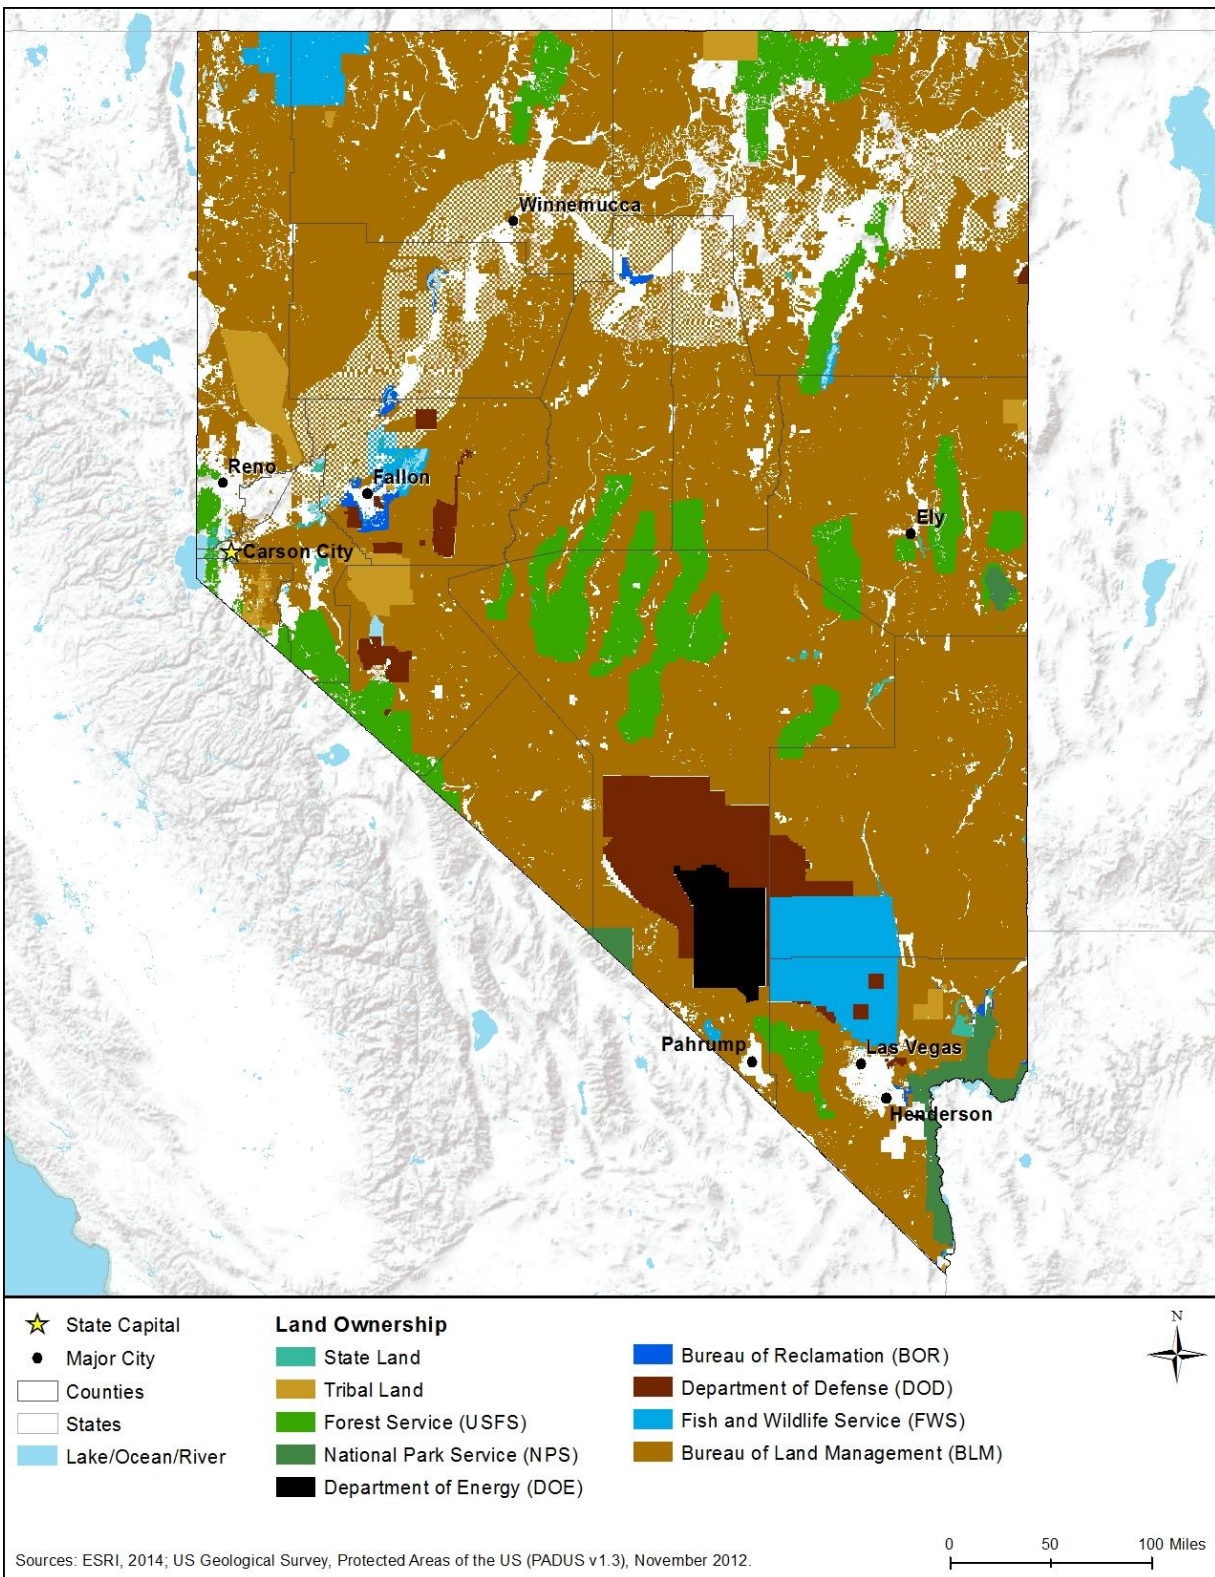 Winnemucca
Reno
Fallon
Ely
Carson City
Pahrump
Las Vegas
Henderson
State Capital
Major City
Counties
States
Lake/Ocean/River
Land Ownership
State Land
Tribal Land
Forest Service (USFS)
National Park Service (NPS)
Department of Energy (DOE)
Bureau of Reclamation (BOR)
Department of Defense (DOD)
Fish and Wildlife Service (FWS)
Bureau of Land Management (BLM)
N
0 50 100 Miles
Sources: ESRI, 2014; US Geological Survey, Protected Areas of the US (PADUS v1.3), November 2012.